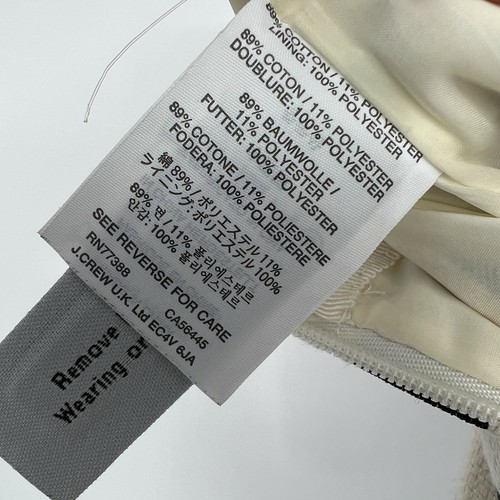 89% COTTON / 11% POLYESTER
LINING: 100% POLYESTER
89% COTON / 11% POLYESTER
DOUBLURE: 100% POLYESTER
89% BAUMWOLLE /
11% POLYESTER
FUTTER: 100% POLYESTER
89% COTONE / 11% POLIESTERE
FODERA: 100% POLIESTERE
綿 89% / ポリエステル 11%
ライニング : ポリエステル 100%
89% 면 / 11% 폴리에스테르
안감: 100% 폴리에스테르
SEE REVERSE FOR CARE
RN77388 CA56445
J.CREW U.K. Ltd EC4V 6JA
Remove
Wearing or